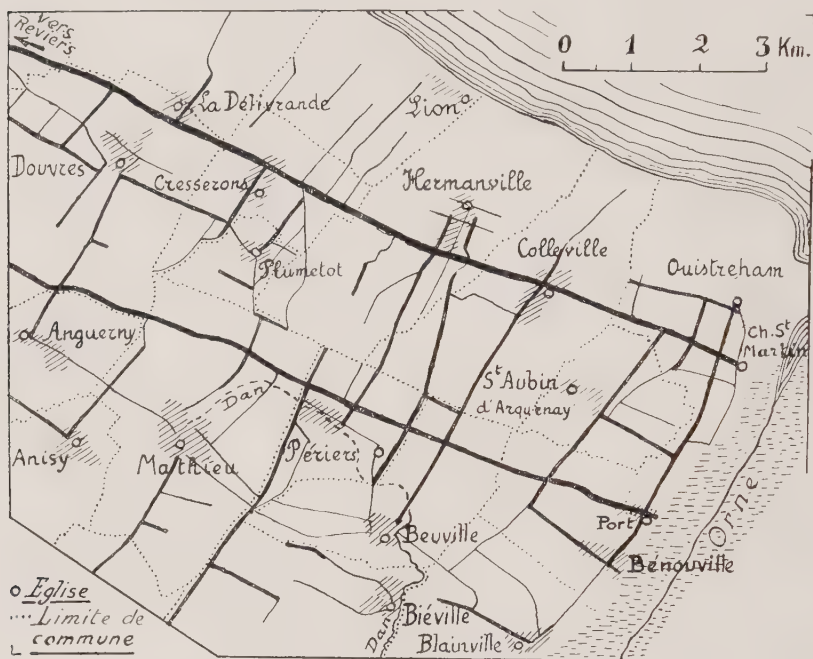 vers
Reviers
0 1 2 3 Km.
La Délivrande
Lion
Douvres
Cresserons
Hermanville
Plumetot
Colleville
Ouistreham
Anguerny
Ch. St
Martin
St Aubin
d'Arquenay
Dan
Anisy
Mathieu
Périers
Port
Orne
Beuville
Bénouville
Eglise
Limite de
commune
Dan
Biéville
Blainville